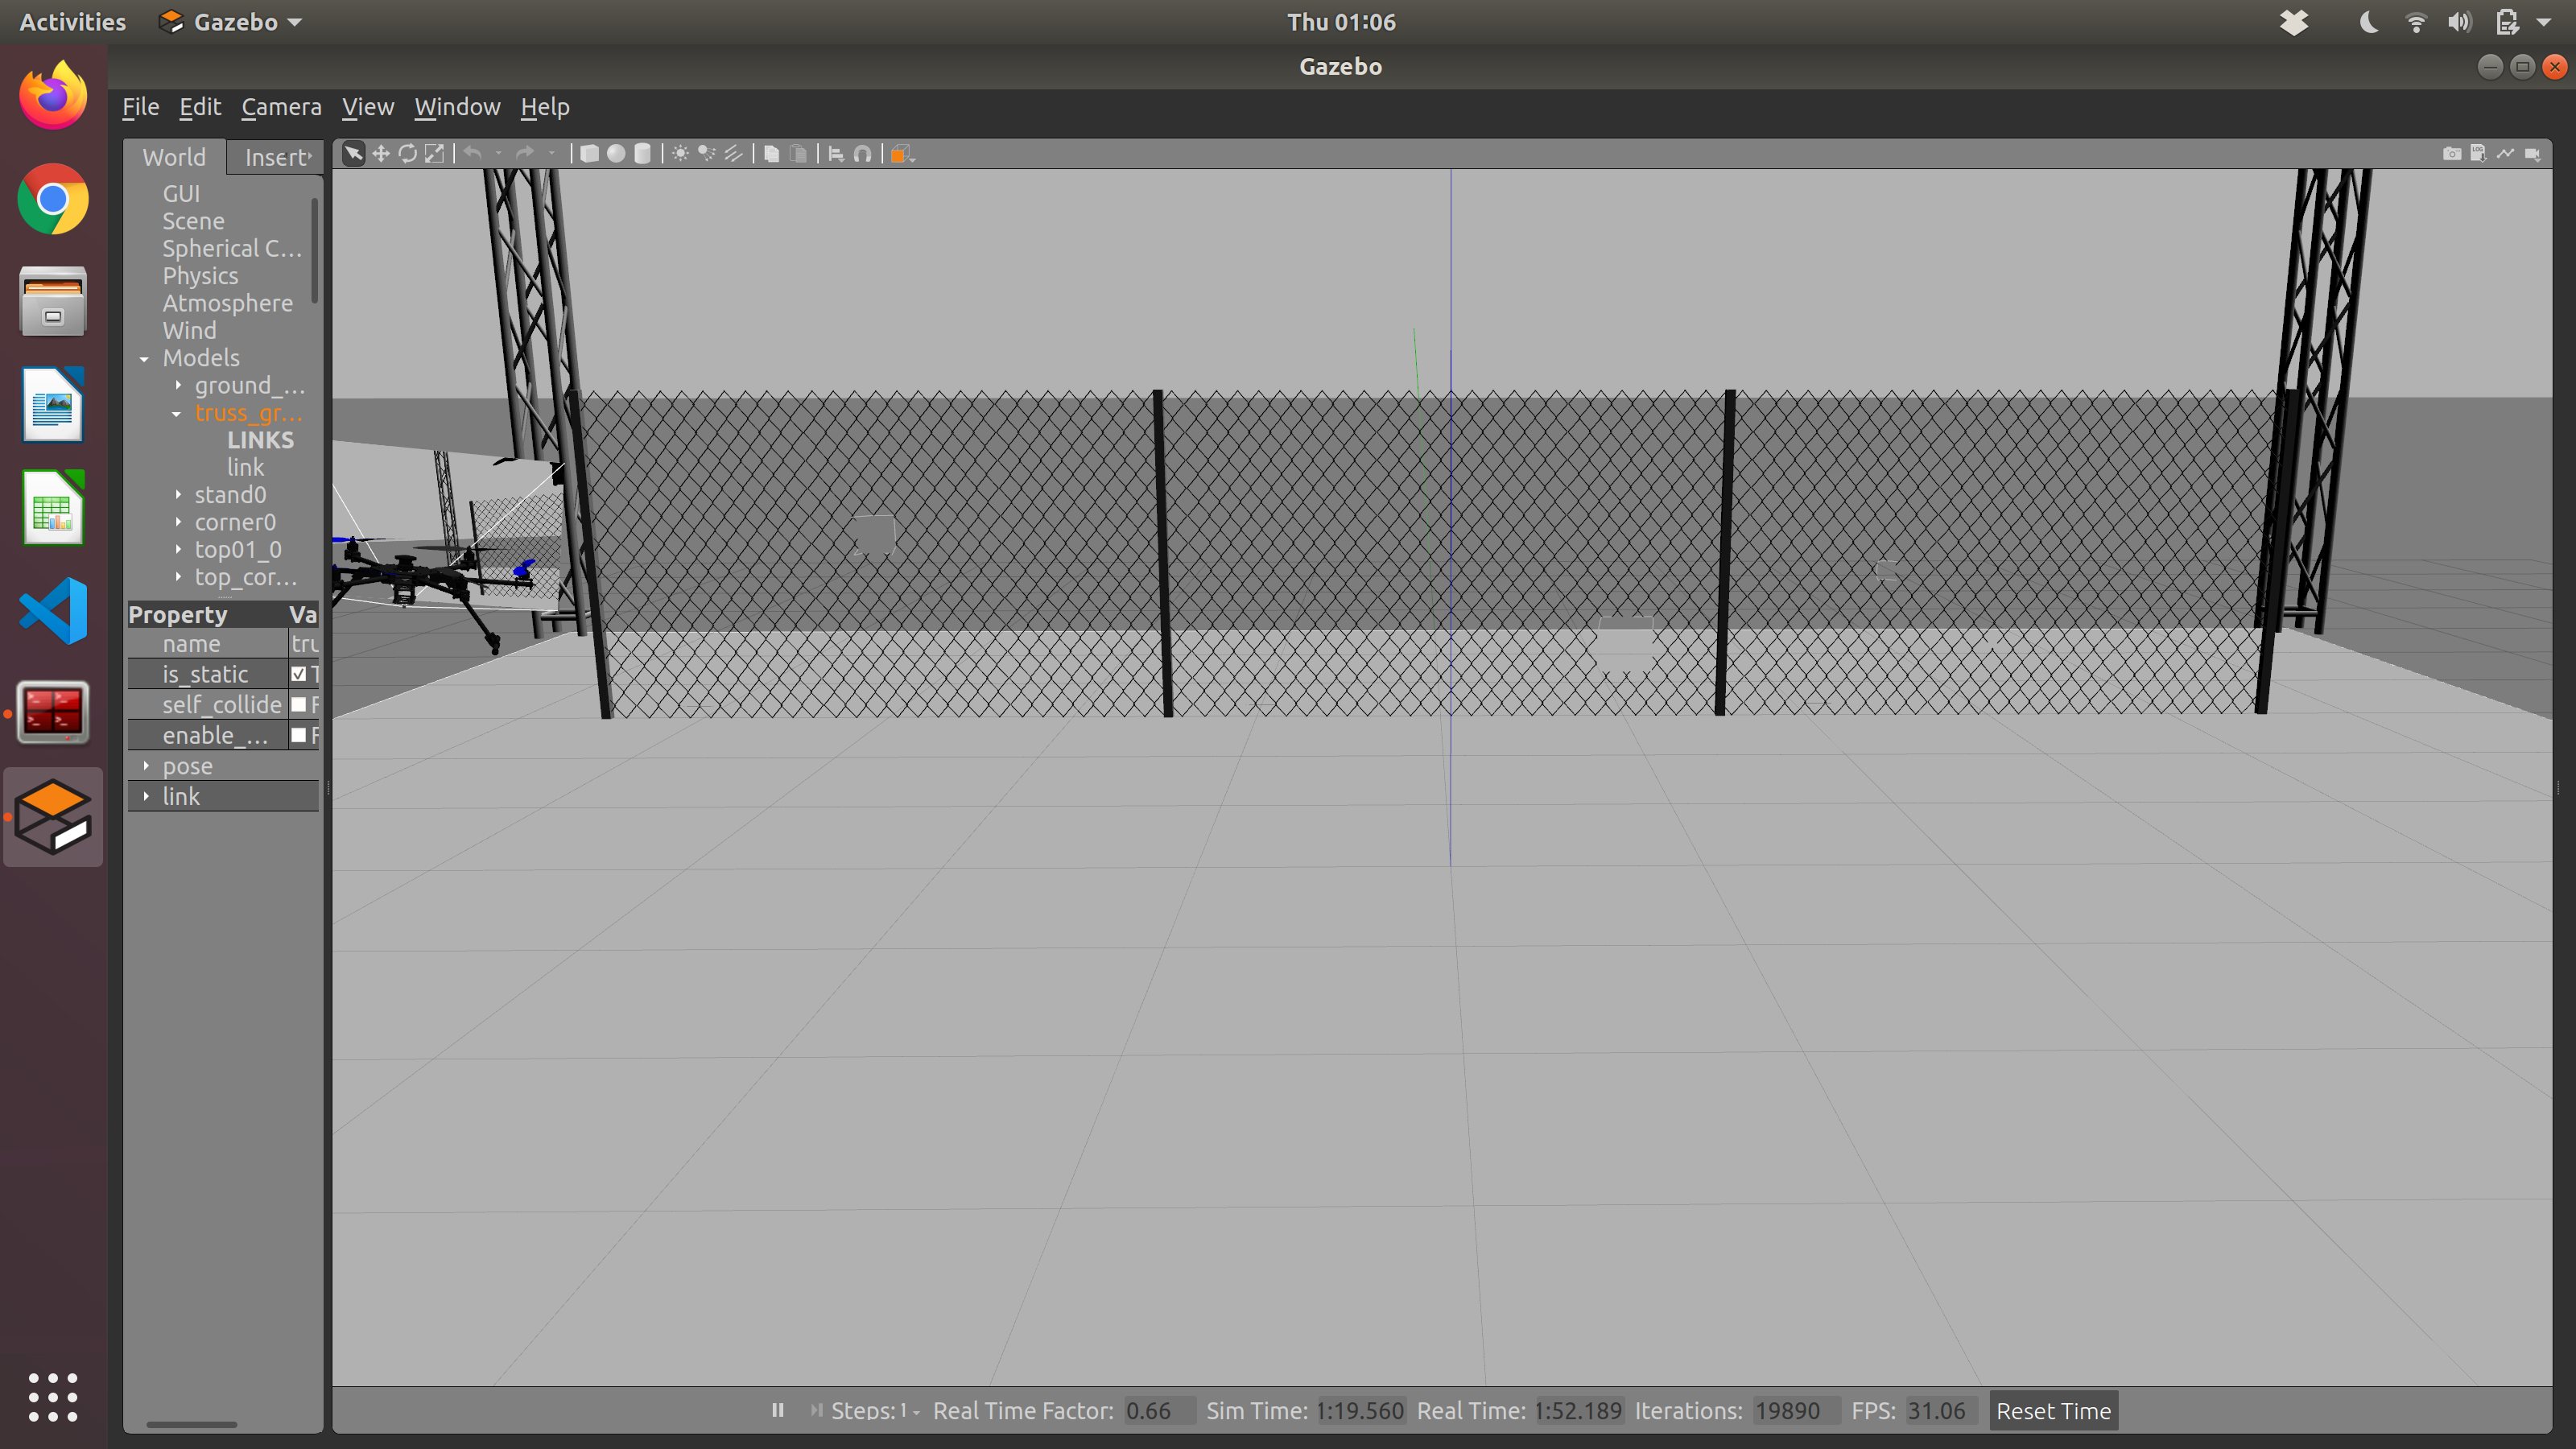 Activities Gazebo Thu 01:06
Gazebo
File Edit Camera View Window Help
World Insert
GUI
Scene
Spherical C...
Physics
Atmosphere
Wind
Models
ground_...
truss_gr...
LINKS
link
stand0
corner0
top01_0
top_cor...
Property Va
name tru
is_static T
self_collide F
enable_... F
pose
link
Steps: 1 Real Time Factor: 0.66 Sim Time: 1:19.560 Real Time: 1:52.189 Iterations: 19890 FPS: 31.06 Reset Time